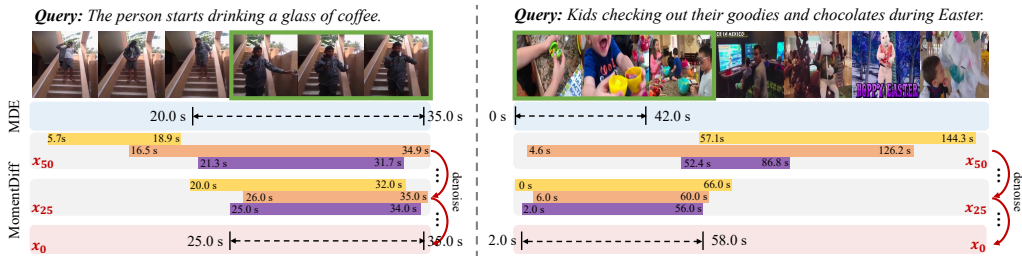 Query: The person starts drinking a glass of coffee.
MDE
20.0 s 35.0 s
MomentDiff
5.7s 18.9 s
16.5 s 34.9 s
x50 21.3 s 31.7 s
20.0 s 32.0 s
26.0 s 35.0 s
x25 25.0 s 34.0 s
denoise
x0 25.0 s 35.0 s
Query: Kids checking out their goodies and chocolates during Easter.
HAPPY EASTER
0 s 42.0 s
57.1 s 144.3 s
4.6 s 126.2 s
52.4 s 86.8 s x50
0 s 66.0 s
6.0 s 60.0 s
2.0 s 56.0 s x25
denoise
2.0 s 58.0 s x0